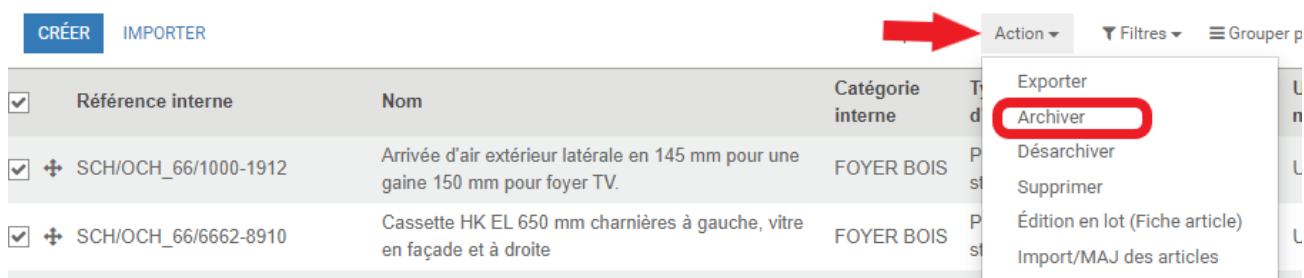 CRÉER IMPORTER Action Filtres Grouper p
Référence interne Nom Catégorie interne
SCH/OCH_66/1000-1912 Arrivée d'air extérieur latérale en 145 mm pour une
gaine 150 mm pour foyer TV. FOYER BOIS
SCH/OCH_66/6662-8910 Cassette HK EL 650 mm charnières à gauche, vitre
en façade et à droite FOYER BOIS
Exporter
Archiver
Désarchiver
Supprimer
Édition en lot (Fiche article)
Import/MAJ des articles